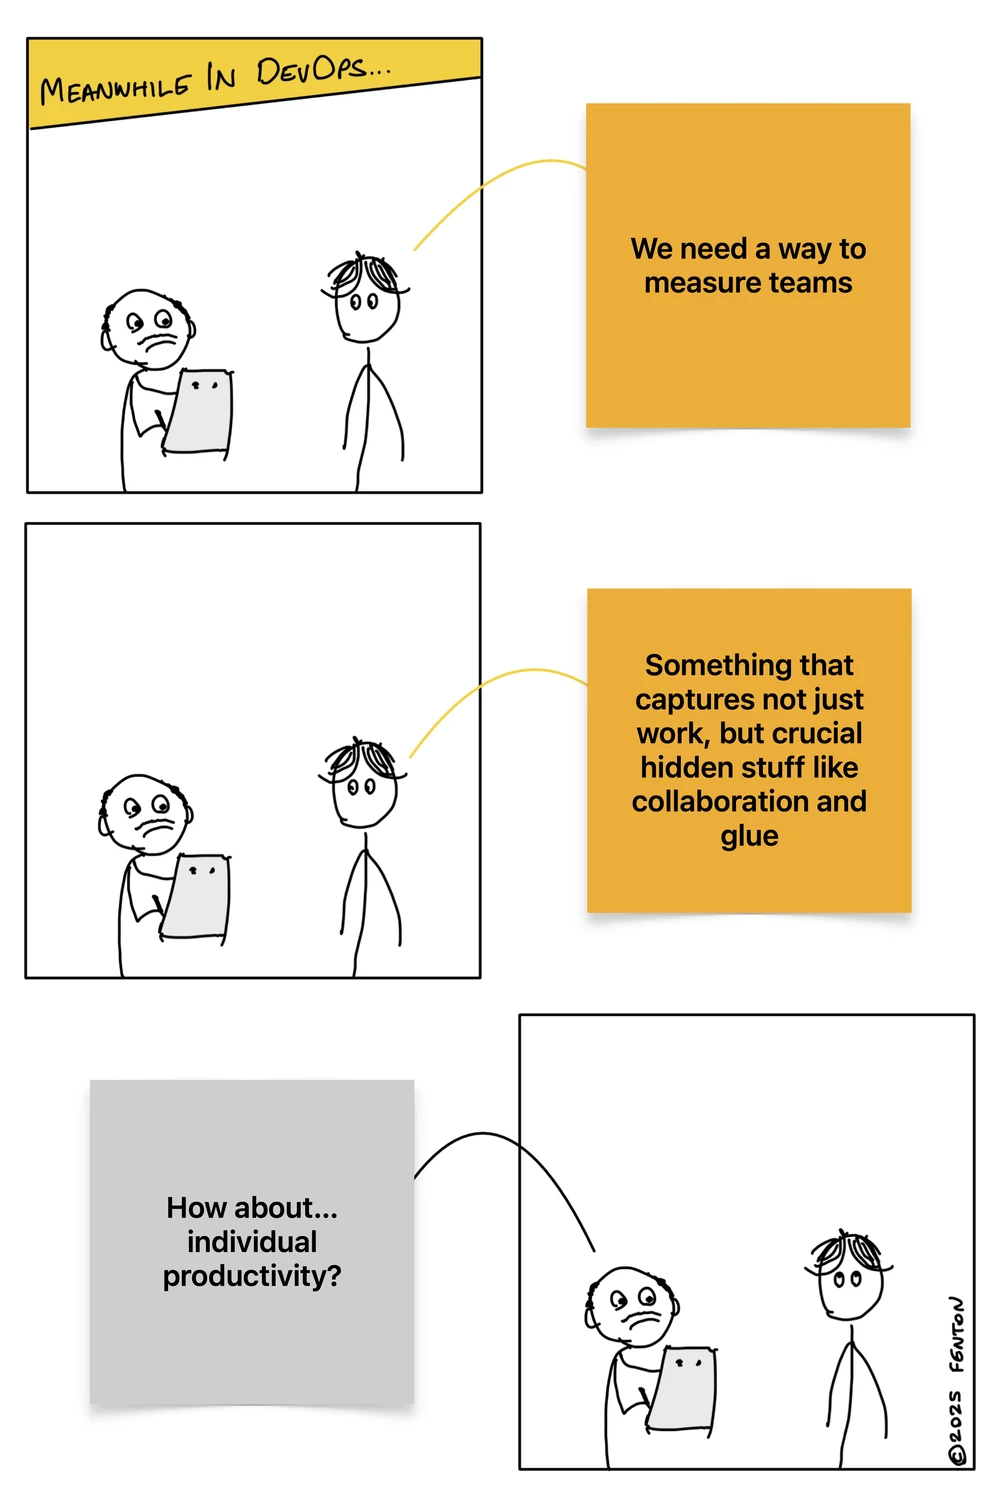 MEANWHILE IN DEVOPS...
We need a way to
measure teams
Something that
captures not just
work, but crucial
hidden stuff like
collaboration and
glue
How about...
individual
productivity?
©2025 FENTON